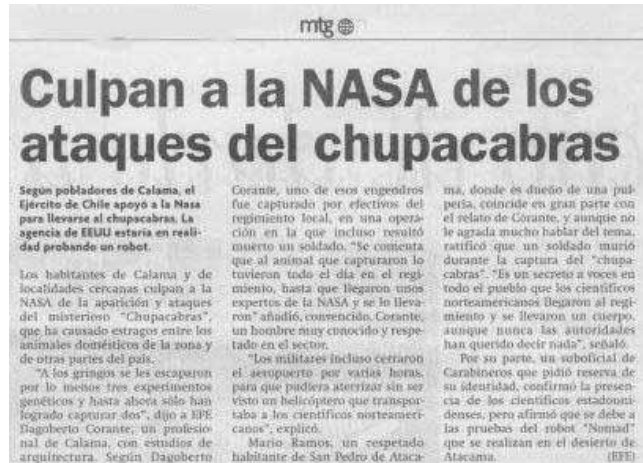 mtg
Culpan a la NASA de los
ataques del chupacabras
Según pobladores de Calama, el
Ejército de Chile apoyó a la Nasa
para llevarse al chupacabras. La
agencia de EEUU estaría en reali-
dad probando un robot.
Los habitantes de Calama y de
localidades cercanas culpan a la
NASA de la aparición y ataques
del misterioso "Chupacabras",
que ha causado estragos entre los
animales domésticos de la zona y
de otras partes del país.
"A los gringos se les escaparon
por lo menos tres experimentos
genéticos y hasta ahora sólo han
logrado capturar dos", dijo a EFE
Dagoberto Corante, un profesio-
nal de Calama, con estudios de
arquitectura. Según Dagoberto
Corante, uno de esos engendros
fue capturado por efectivos del
regimiento local, en una opera-
ción en la que incluso resultó
muerto un soldado. "Se comenta
que al animal que capturaron lo
tuvieron todo el día en el regi-
miento, hasta que llegaron unos
expertos de la NASA y se lo lleva-
ron" añadió, convencido, Corante,
un hombre muy conocido y respe-
tado en el sector.
"Los militares incluso cerraron
el aeropuerto por varias horas,
para que pudiera aterrizar sin ser
visto un helicóptero que transpor-
taba a los científicos norteameri-
canos", explicó.
Mario Ramos, un respetado
habitante de San Pedro de Ataca-
ma, donde es dueño de una pul-
pería, coincide en gran parte con
el relato de Corante, y aunque no
le agrada mucho hablar del tema,
ratificó que un soldado murió
durante la captura del "chupa-
cabras". "Es un secreto a voces en
todo el pueblo que los científicos
norteamericanos llegaron al regi-
miento y se llevaron un cuerpo,
aunque nunca las autoridades
han querido decir nada", señaló.
Por su parte, un suboficial de
Carabineros que pidió reserva de
su identidad, confirmó la presen-
cia de los científicos estadouni-
denses, pero afirmó que se debe a
las pruebas del robot "Nomad"
que se realizan en el desierto de
Atacama. (EFE)